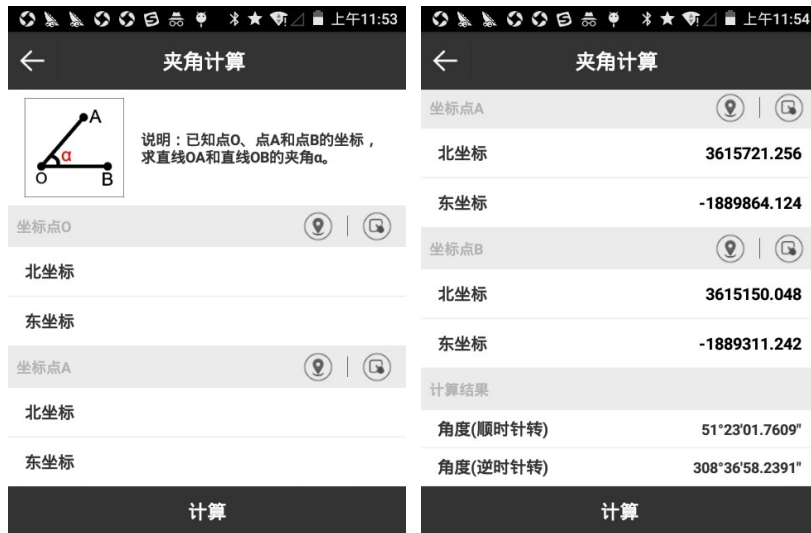 上午11:53
夹角计算
A
α
O
B
说明：已知点O、点A和点B的坐标，
求直线OA和直线OB的夹角α。
坐标点O
北坐标
东坐标
坐标点A
北坐标
东坐标
计算
上午11:54
夹角计算
坐标点A
北坐标 3615721.256
东坐标 -1889864.124
坐标点B
北坐标 3615150.048
东坐标 -1889311.242
计算结果
角度(顺时针转) 51°23'01.7609"
角度(逆时针转) 308°36'58.2391"
计算